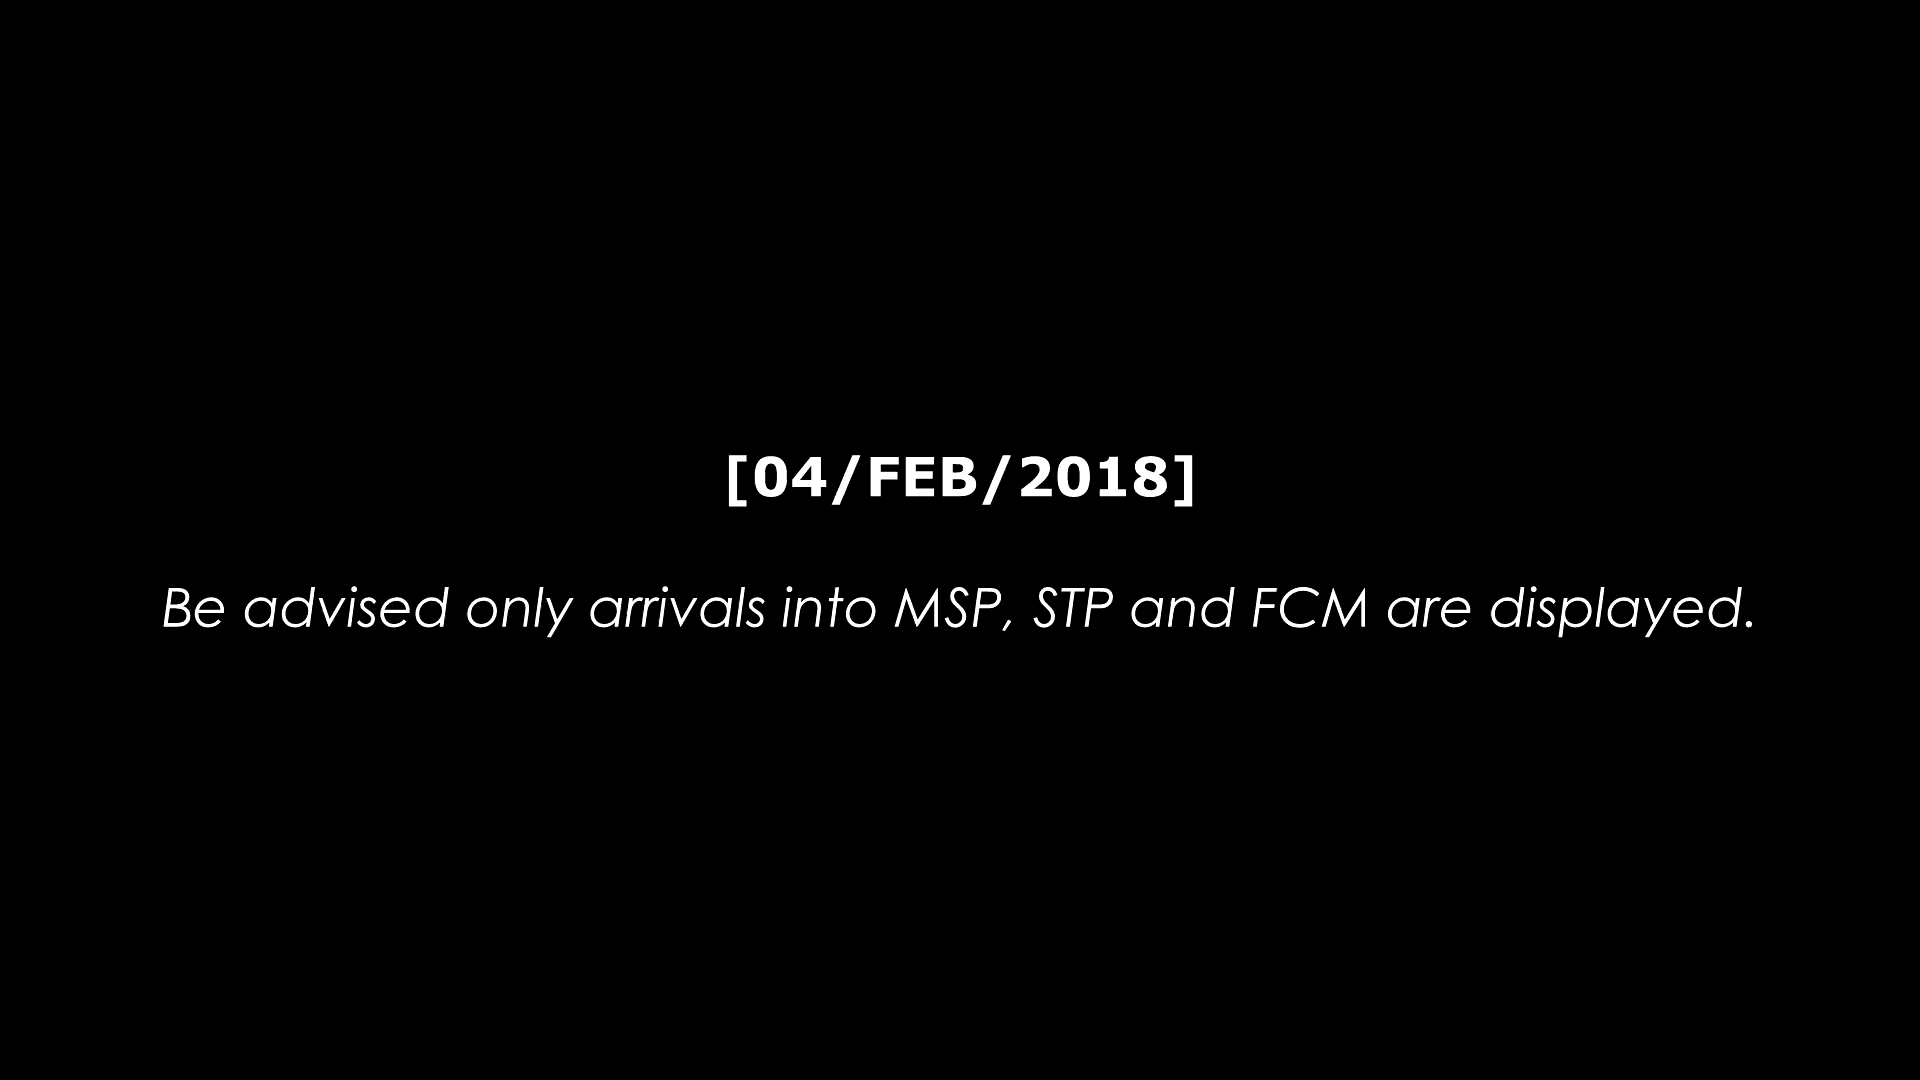 [04/FEB/2018]
Be advised only arrivals into MSP, STP and FCM are displayed.